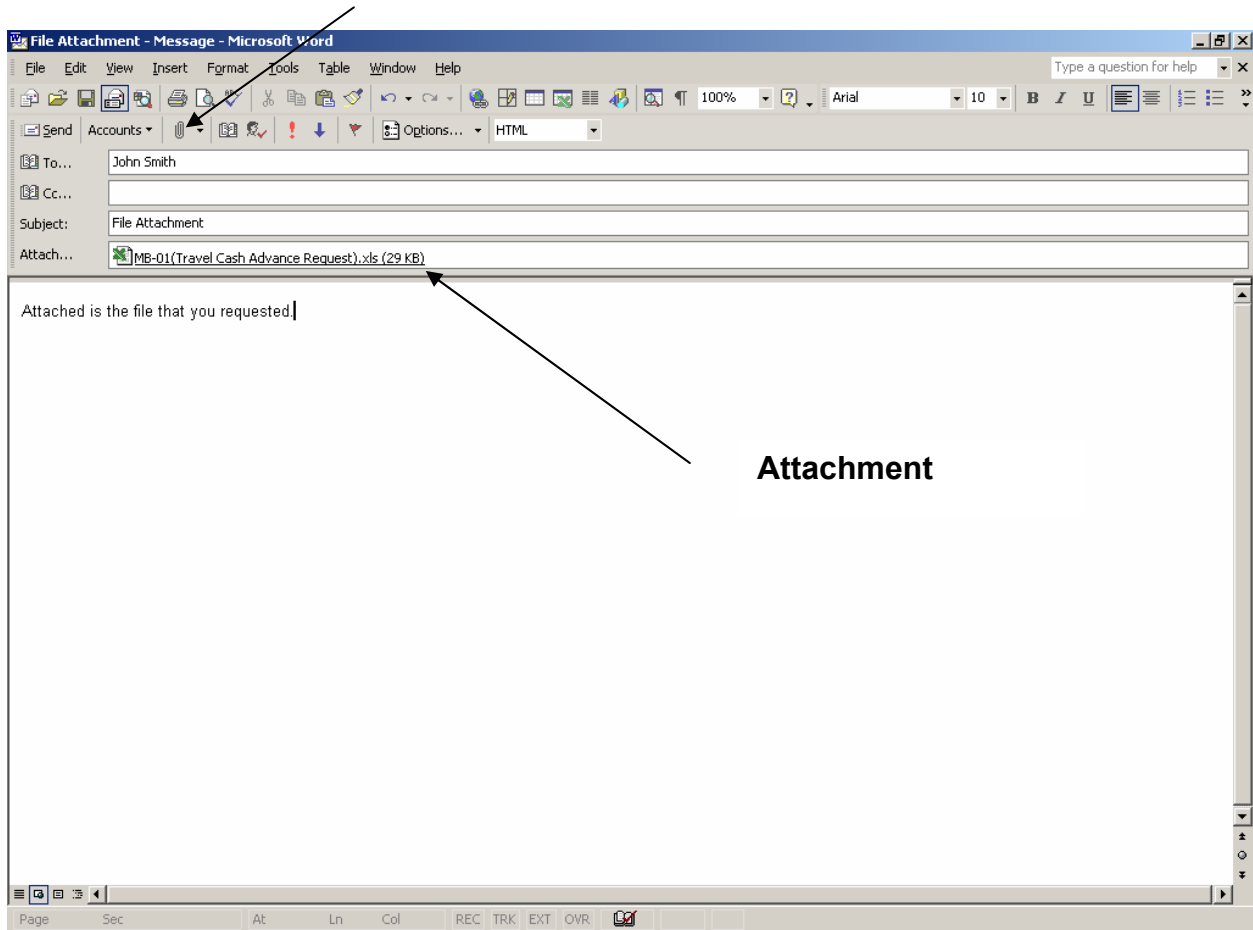 File Attachment - Message - Microsoft Word
File Edit View Insert Format Tools Table Window Help Type a question for help
100% Arial 10 B I U
Send Accounts Options... HTML
To... John Smith
Cc...
Subject: File Attachment
Attach... MB-01(Travel Cash Advance Request).xls (29 KB)
Attached is the file that you requested.
Attachment
Page Sec At Ln Col REC TRK EXT OVR